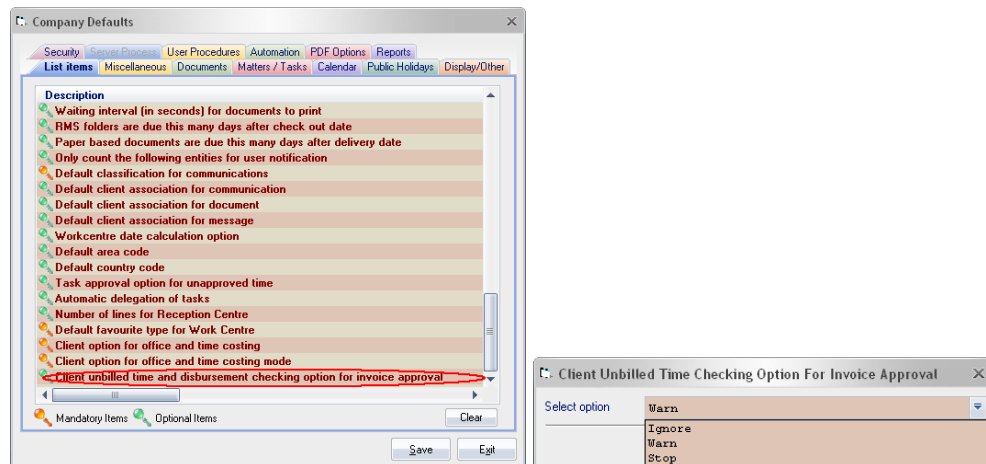 Company Defaults
Security Server Process User Procedures Automation PDF Options Reports
List items Miscellaneous Documents Matters / Tasks Calendar Public Holidays Display/Other
Description
Waiting interval (in seconds) for documents to print
RMS folders are due this many days after check out date
Paper based documents are due this many days after delivery date
Only count the following entities for user notification
Default classification for communications
Default client association for communication
Default client association for document
Default client association for message
Workcentre date calculation option
Default area code
Default country code
Task approval option for unapproved time
Automatic delegation of tasks
Number of lines for Reception Centre
Default favourite type for Work Centre
Client option for office and time costing
Client option for office and time costing mode
Client unbilled time and disbursement checking option for invoice approval
Mandatory Items Optional Items Clear
Save Exit
Client Unbilled Time Checking Option For Invoice Approval
Select option Warn
Ignore
Warn
Stop